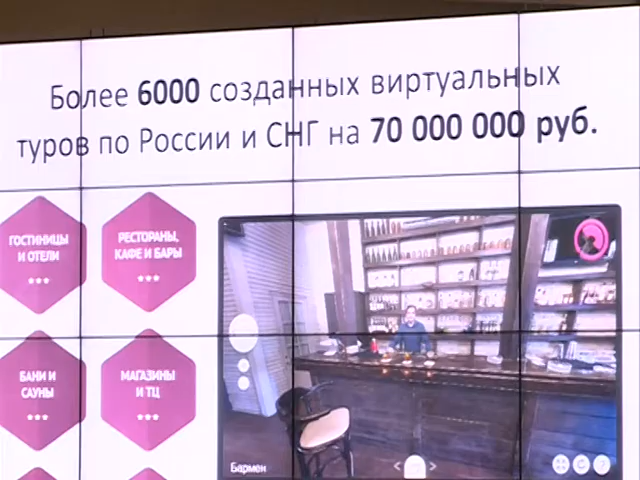 Более 6000 созданных виртуальных
туров по России и СНГ на 70 000 000 руб.
ГОСТИНИЦЫ
И ОТЕЛИ
РЕСТОРАНЫ,
КАФЕ И БАРЫ
БАНИ И
САУНЫ
МАГАЗИНЫ
И ТЦ
Бармен